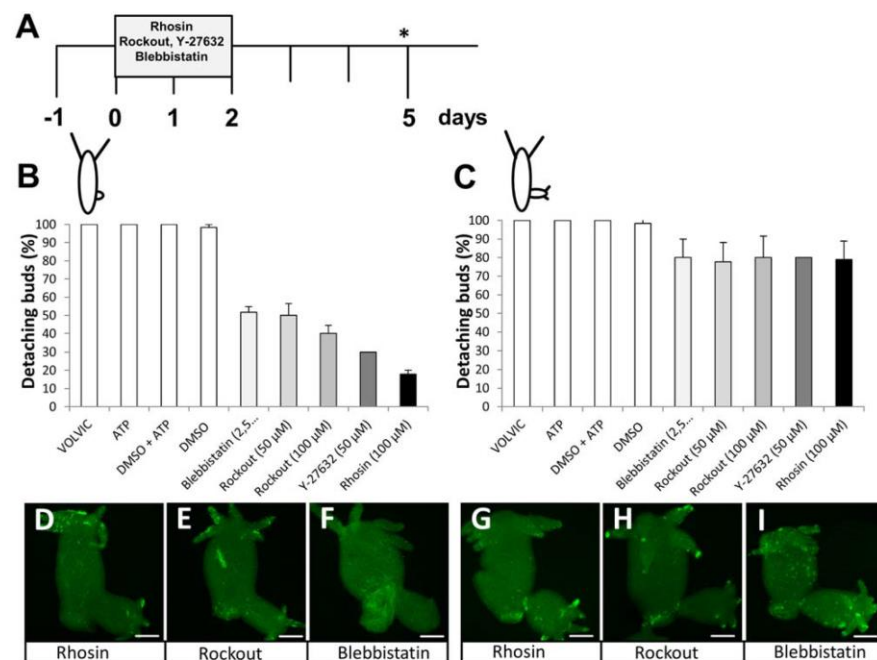 A
Rhosin
Rockout, Y-27632
Blebbistatin
*
-1 0 1 2 5 days
B
Detaching buds (%)
100
90
80
70
60
50
40
30
20
10
VOLVIC
ATP
DMSO + ATP
DMSO
Blebbistatin (2,5...
Rockout (50 µM)
Rockout (100 µM)
Y-27632 (50 µM)
Rhosin (100 µM)
C
Detaching buds (%)
100
90
80
70
60
50
40
30
20
10
0
VOLVIC
ATP
DMSO + ATP
DMSO
Blebbistatin (2,5...
Rockout (50 µM)
Rockout (100 µM)
Y-27632 (50 µM)
Rhosin (100 µM)
D E F G H I
Rhosin Rockout Blebbistatin Rhosin Rockout Blebbistatin